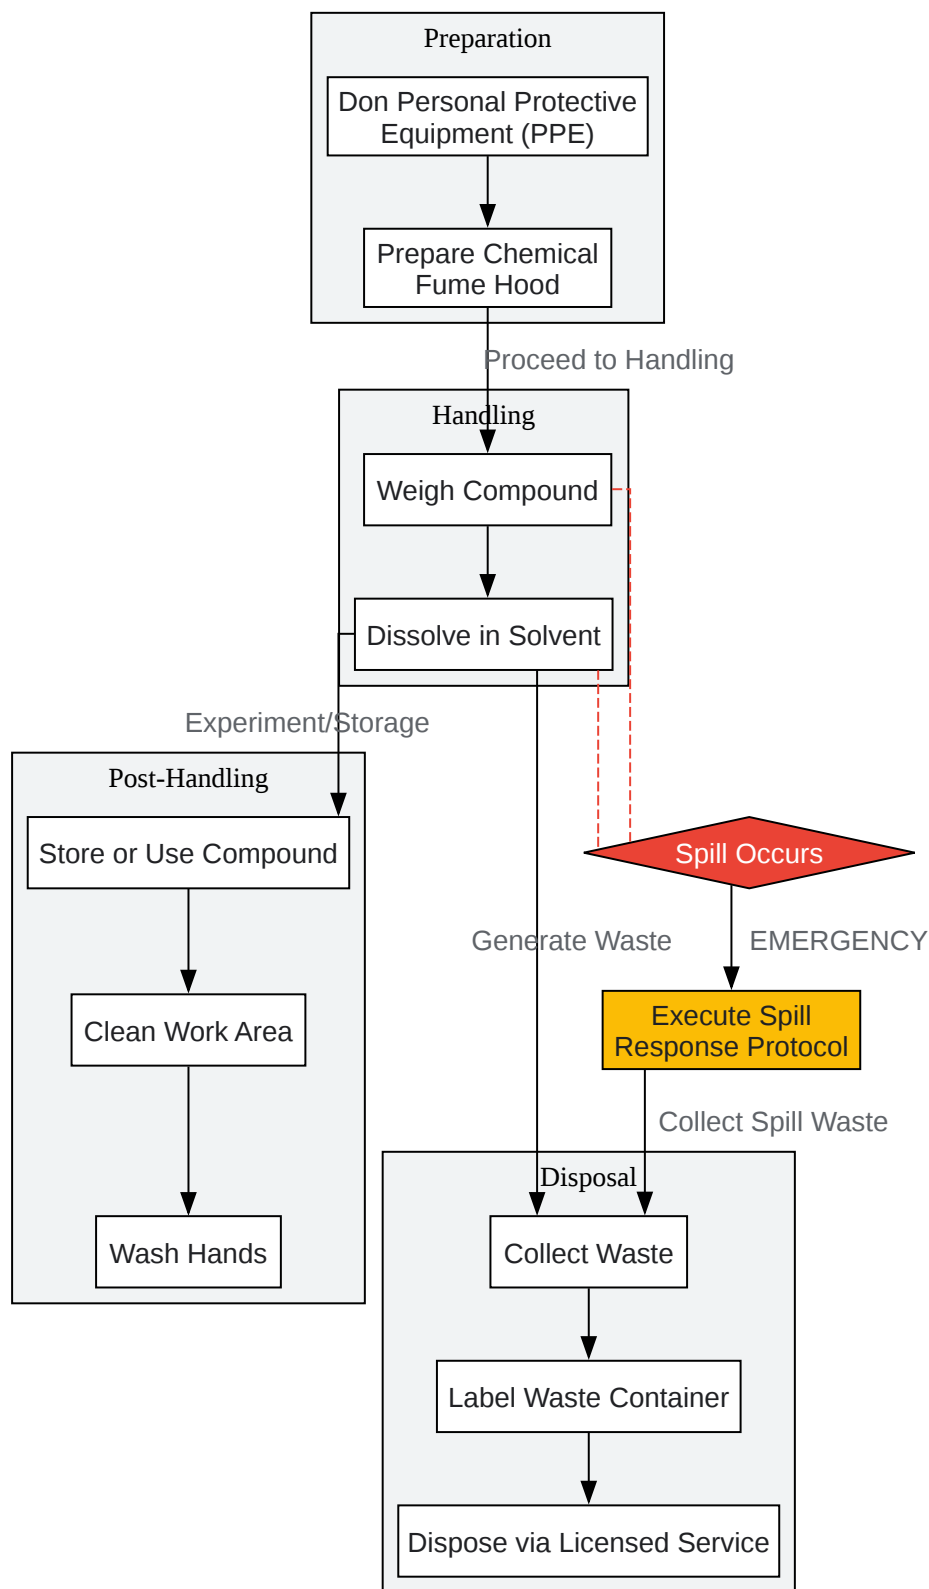 Preparation
Don Personal Protective
Equipment (PPE)
Prepare Chemical
Fume Hood
Proceed to Handling
Handling
Weigh Compound
Dissolve in Solvent
Experiment/Storage
Post-Handling
Store or Use Compound
Spill Occurs
Generate Waste
EMERGENCY
Clean Work Area
Execute Spill
Response Protocol
Collect Spill Waste
Disposal
Wash Hands
Collect Waste
Label Waste Container
Dispose via Licensed Service